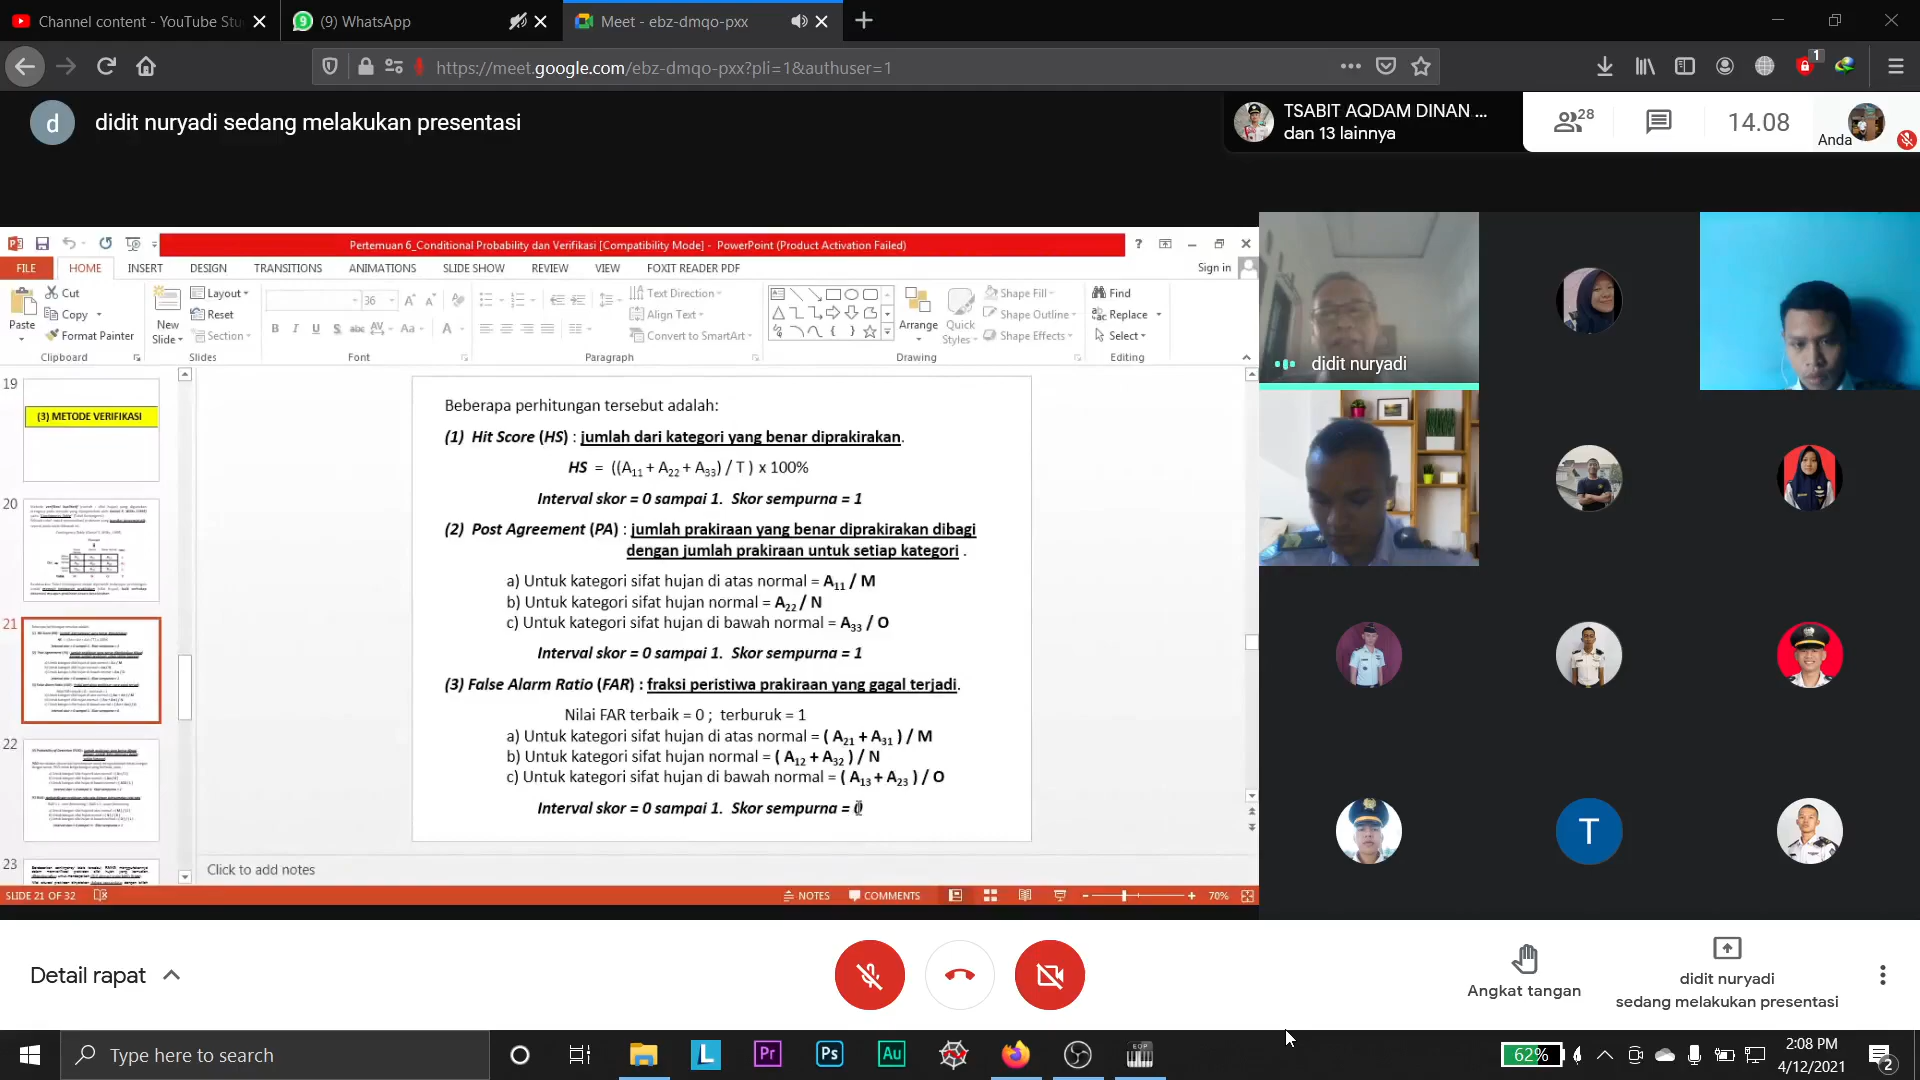 Channel content - YouTube Stu
(9) WhatsApp
Meet - ebz-dmqo-pxx
https://meet.google.com/ebz-dmqo-pxx?pli=1&authuser=1
1
d
didit nuryadi sedang melakukan presentasi
TSABIT AQDAM DINAN ...
dan 13 lainnya
28
14.08
Anda
Pertemuan 6_Conditional Probability dan Verifikasi [Compatibility Mode] - PowerPoint (Product Activation Failed)
FILE HOME INSERT DESIGN TRANSITIONS ANIMATIONS SLIDE SHOW REVIEW VIEW FOXIT READER PDF Sign in
Paste
Cut
Copy
Format Painter
Clipboard
New Slide
Layout
Reset
Section
Slides
36
Font
Text Direction
Align Text
Convert to SmartArt
Paragraph
Arrange
Quick Styles
Shape Fill
Shape Outline
Shape Effects
Drawing
Find
Replace
Select
Editing
19
(3) METODE VERIFIKASI
20
21
22
23
Beberapa perhitungan tersebut adalah:
(1) Hit Score (HS) : jumlah dari kategori yang benar diprakirakan.
HS = ((A11 + A22 + A33) / T ) x 100%
Interval skor = 0 sampai 1. Skor sempurna = 1
(2) Post Agreement (PA) : jumlah prakiraan yang benar diprakirakan dibagi
dengan jumlah prakiraan untuk setiap kategori .
a) Untuk kategori sifat hujan di atas normal = A11 / M
b) Untuk kategori sifat hujan normal = A22 / N
c) Untuk kategori sifat hujan di bawah normal = A33 / O
Interval skor = 0 sampai 1. Skor sempurna = 1
(3) False Alarm Ratio (FAR) : fraksi peristiwa prakiraan yang gagal terjadi.
Nilai FAR terbaik = 0 ; terburuk = 1
a) Untuk kategori sifat hujan di atas normal = ( A21 + A31 ) / M
b) Untuk kategori sifat hujan normal = ( A12 + A32 ) / N
c) Untuk kategori sifat hujan di bawah normal = ( A13 + A23 ) / O
Interval skor = 0 sampai 1. Skor sempurna = 0
Click to add notes
SLIDE 21 OF 32
NOTES
COMMENTS
70%
didit nuryadi
T
Detail rapat
Angkat tangan
didit nuryadi
sedang melakukan presentasi
Type here to search
L
Pr
Ps
Au
EOP
62%
2:08 PM
4/12/2021
2